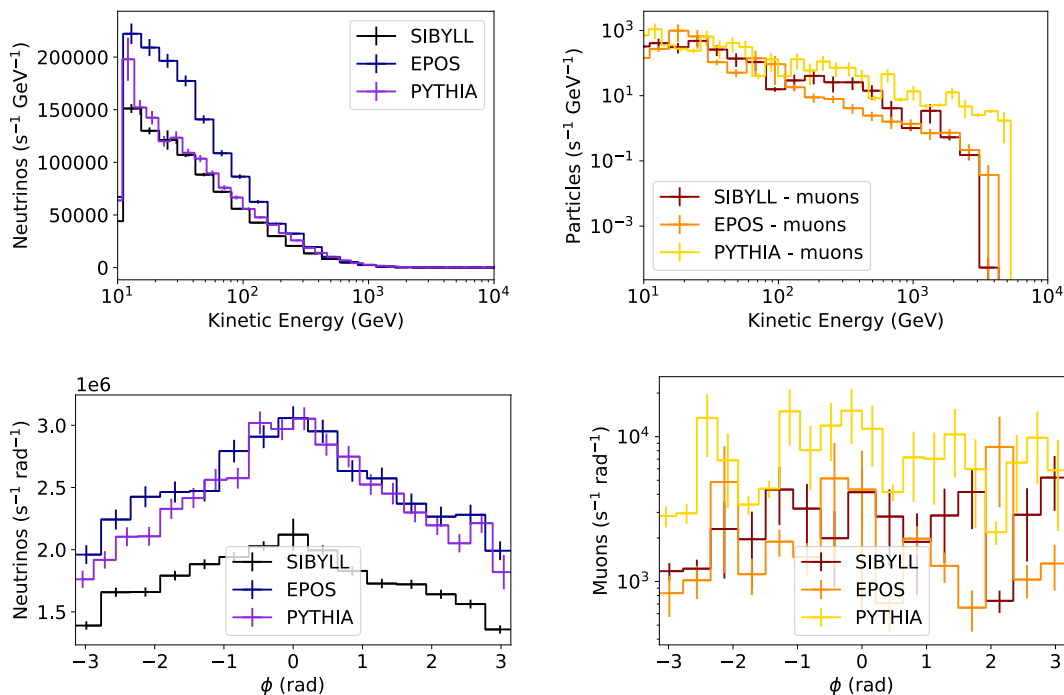 200000
150000
100000
50000
0
Neutrinos (s⁻¹ GeV⁻¹)
SIBYLL
EPOS
PYTHIA
10¹ 10² 10³ 10⁴
Kinetic Energy (GeV)
10³
10¹
10⁻¹
10⁻³
Particles (s⁻¹ GeV⁻¹)
SIBYLL - muons
EPOS - muons
PYTHIA - muons
10¹ 10² 10³ 10⁴
Kinetic Energy (GeV)
1e6
3.0
2.5
2.0
1.5
Neutrinos (s⁻¹ rad⁻¹)
SIBYLL
EPOS
PYTHIA
−3 −2 −1 0 1 2 3
ϕ (rad)
10⁴
10³
Muons (s⁻¹ rad⁻¹)
SIBYLL
EPOS
PYTHIA
−3 −2 −1 0 1 2 3
ϕ (rad)